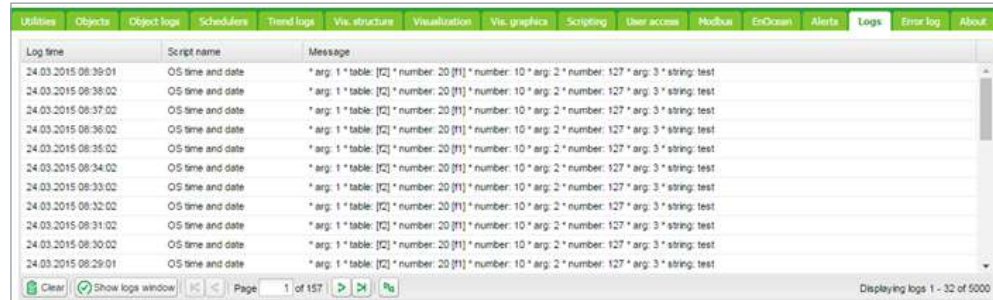 Utilities Objects Object logs Schedulers Trend logs Vis. structure Visualization Vis. graphics Scripting User access Modbus EnOcean Alerts Logs Error log About
Log time Script name Message
24.03.2015 08:39:01 OS time and date * arg: 1 * table: [f2] * number: 20 [f1] * number: 10 * arg: 2 * number: 127 * arg: 3 * string: test
24.03.2015 08:38:02 OS time and date * arg: 1 * table: [f2] * number: 20 [f1] * number: 10 * arg: 2 * number: 127 * arg: 3 * string: test
24.03.2015 08:37:02 OS time and date * arg: 1 * table: [f2] * number: 20 [f1] * number: 10 * arg: 2 * number: 127 * arg: 3 * string: test
24.03.2015 08:36:02 OS time and date * arg: 1 * table: [f2] * number: 20 [f1] * number: 10 * arg: 2 * number: 127 * arg: 3 * string: test
24.03.2015 08:35:02 OS time and date * arg: 1 * table: [f2] * number: 20 [f1] * number: 10 * arg: 2 * number: 127 * arg: 3 * string: test
24.03.2015 08:34:02 OS time and date * arg: 1 * table: [f2] * number: 20 [f1] * number: 10 * arg: 2 * number: 127 * arg: 3 * string: test
24.03.2015 08:33:02 OS time and date * arg: 1 * table: [f2] * number: 20 [f1] * number: 10 * arg: 2 * number: 127 * arg: 3 * string: test
24.03.2015 08:32:02 OS time and date * arg: 1 * table: [f2] * number: 20 [f1] * number: 10 * arg: 2 * number: 127 * arg: 3 * string: test
24.03.2015 08:31:02 OS time and date * arg: 1 * table: [f2] * number: 20 [f1] * number: 10 * arg: 2 * number: 127 * arg: 3 * string: test
24.03.2015 08:30:02 OS time and date * arg: 1 * table: [f2] * number: 20 [f1] * number: 10 * arg: 2 * number: 127 * arg: 3 * string: test
24.03.2015 08:29:01 OS time and date * arg: 1 * table: [f2] * number: 20 [f1] * number: 10 * arg: 2 * number: 127 * arg: 3 * string: test
Clear Show logs window Page 1 of 157 Displaying logs 1 - 32 of 5000